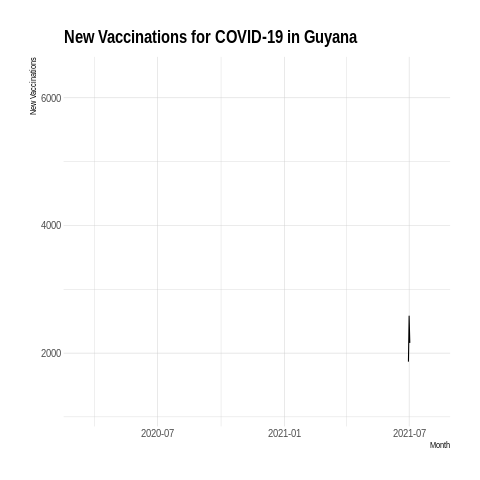 New Vaccinations for COVID-19 in Guyana
New Vaccinations
6000
4000
2000
2020-07
2021-01
2021-07
Month